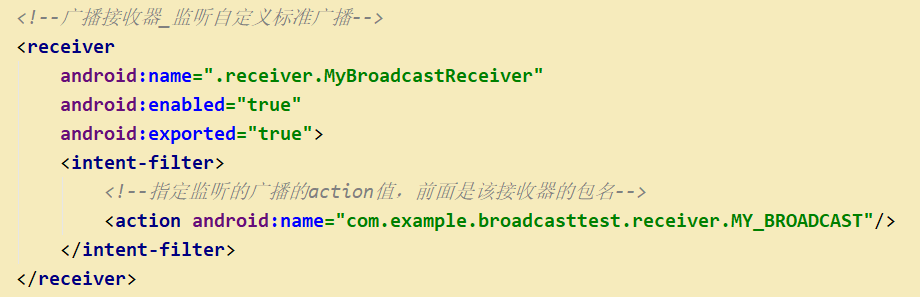 <!--广播接收器_监听自定义标准广播-->
<receiver
    android:name=".receiver.MyBroadcastReceiver"
    android:enabled="true"
    android:exported="true">
    <intent-filter>
        <!--指定监听的广播的action值，前面是该接收器的包名-->
        <action android:name="com.example.broadcasttest.receiver.MY_BROADCAST"/>
    </intent-filter>
</receiver>